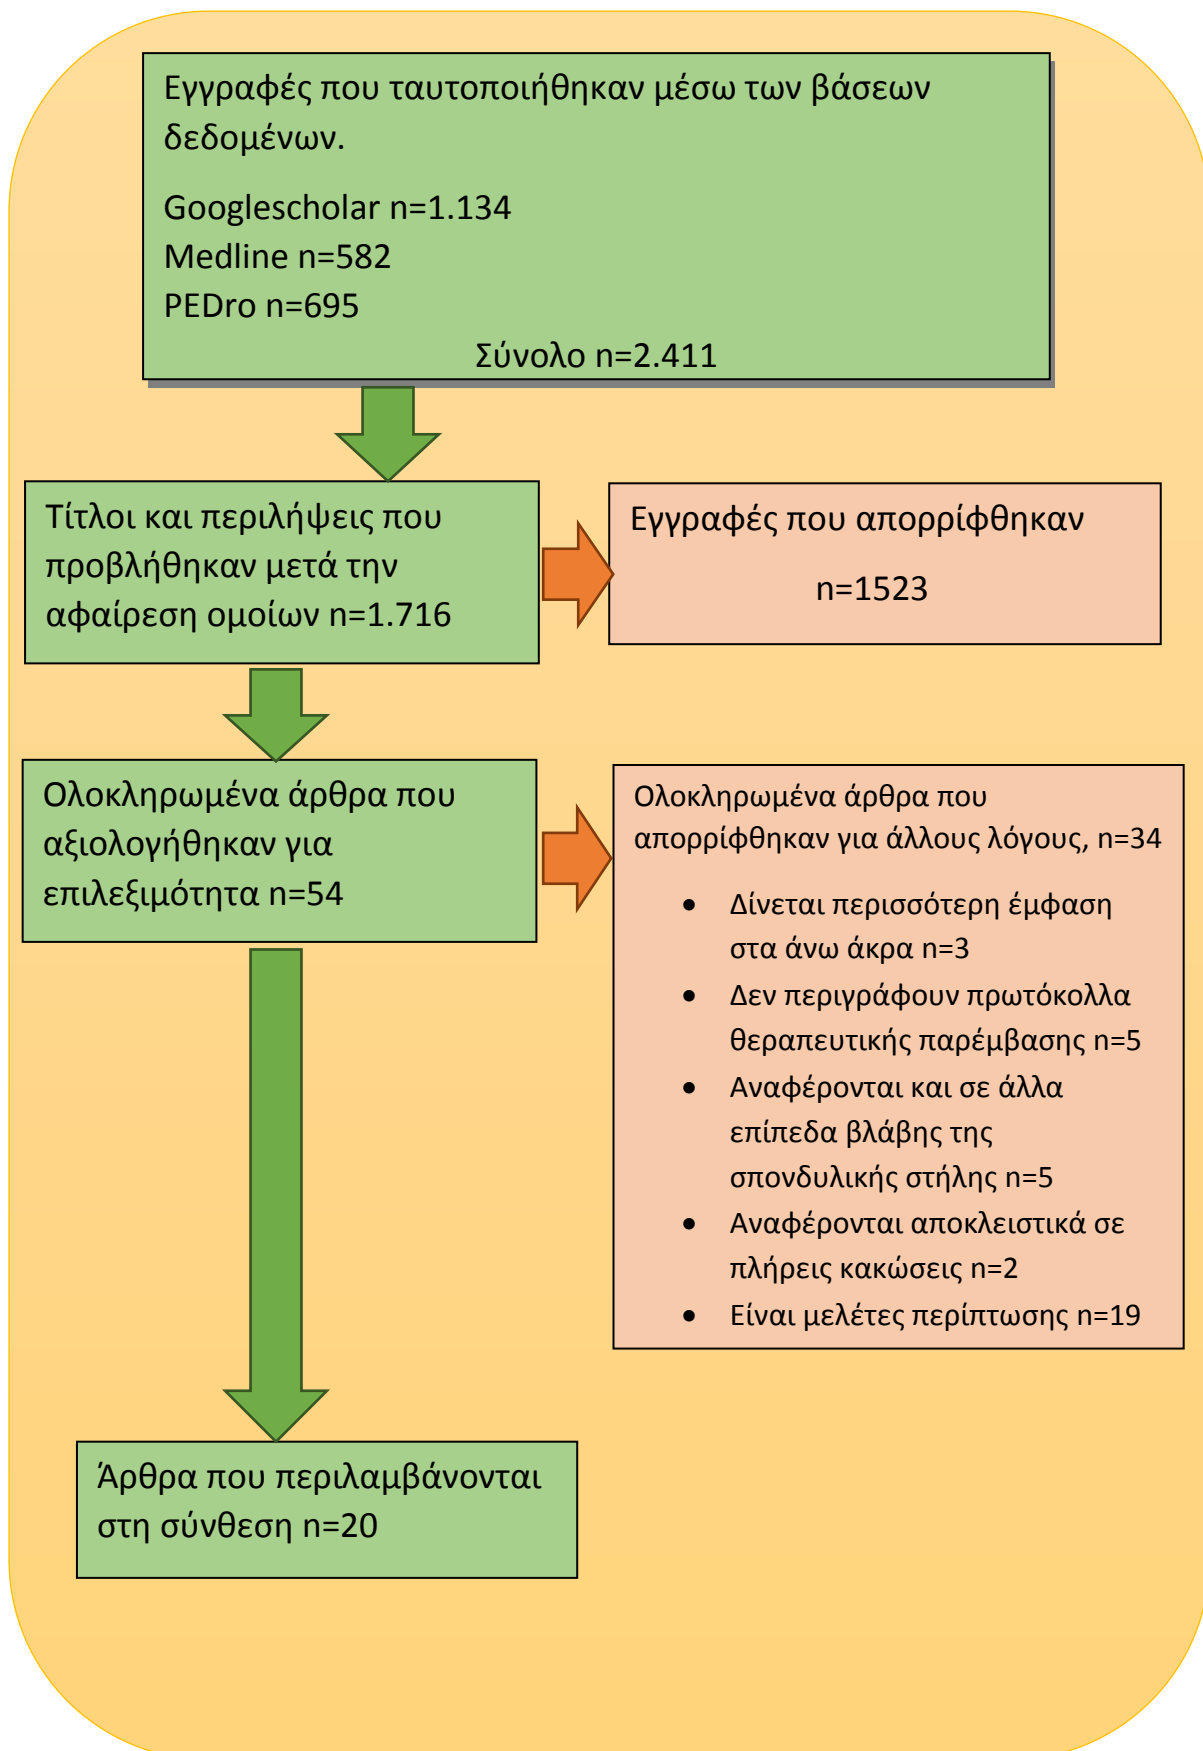 Εγγραφές που ταυτοποιήθηκαν μέσω των βάσεων
δεδομένων.
Googlescholar n=1.134
Medline n=582
PEDro n=695
Σύνολο n=2.411
Τίτλοι και περιλήψεις που
προβλήθηκαν μετά την
αφαίρεση ομοίων n=1.716
Εγγραφές που απορρίφθηκαν
n=1523
Ολοκληρωμένα άρθρα που
αξιολογήθηκαν για
επιλεξιμότητα n=54
Ολοκληρωμένα άρθρα που
απορρίφθηκαν για άλλους λόγους, n=34
• Δίνεται περισσότερη έμφαση
στα άνω άκρα n=3
• Δεν περιγράφουν πρωτόκολλα
θεραπευτικής παρέμβασης n=5
• Αναφέρονται και σε άλλα
επίπεδα βλάβης της
σπονδυλικής στήλης n=5
• Αναφέρονται αποκλειστικά σε
πλήρεις κακώσεις n=2
• Είναι μελέτες περίπτωσης n=19
Άρθρα που περιλαμβάνονται
στη σύνθεση n=20